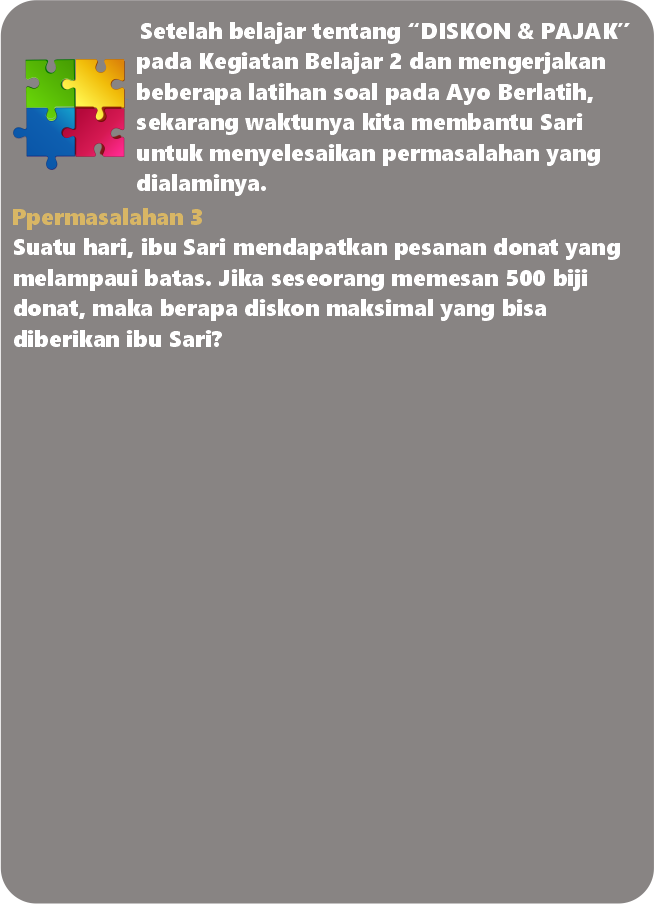 Setelah belajar tentang “DISKON & PAJAK”
pada Kegiatan Belajar 2 dan mengerjakan
beberapa latihan soal pada Ayo Berlatih,
sekarang waktunya kita membantu Sari
untuk menyelesaikan permasalahan yang
dialaminya.
Ppermasalahan 3
Suatu hari, ibu Sari mendapatkan pesanan donat yang
melampaui batas. Jika seseorang memesan 500 biji
donat, maka berapa diskon maksimal yang bisa
diberikan ibu Sari?